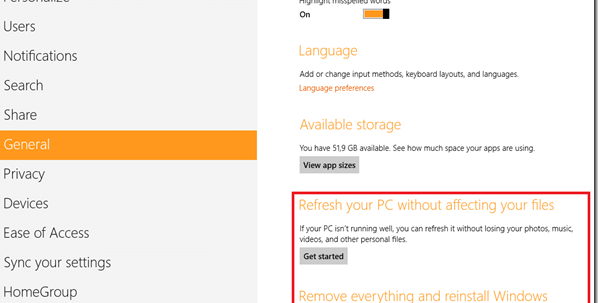 Personalize
Users
Notifications
Search
Share
General
Privacy
Devices
Ease of Access
Sync your settings
HomeGroup
Highlight misspelled words
On
Language
Add or change input methods, keyboard layouts, and languages.
Language preferences
Available storage
You have 51,9 GB available. See how much space your apps are using.
View app sizes
Refresh your PC without affecting your files
If your PC isn't running well, you can refresh it without losing your photos, music,
videos, and other personal files.
Get started
Remove everything and reinstall Windows